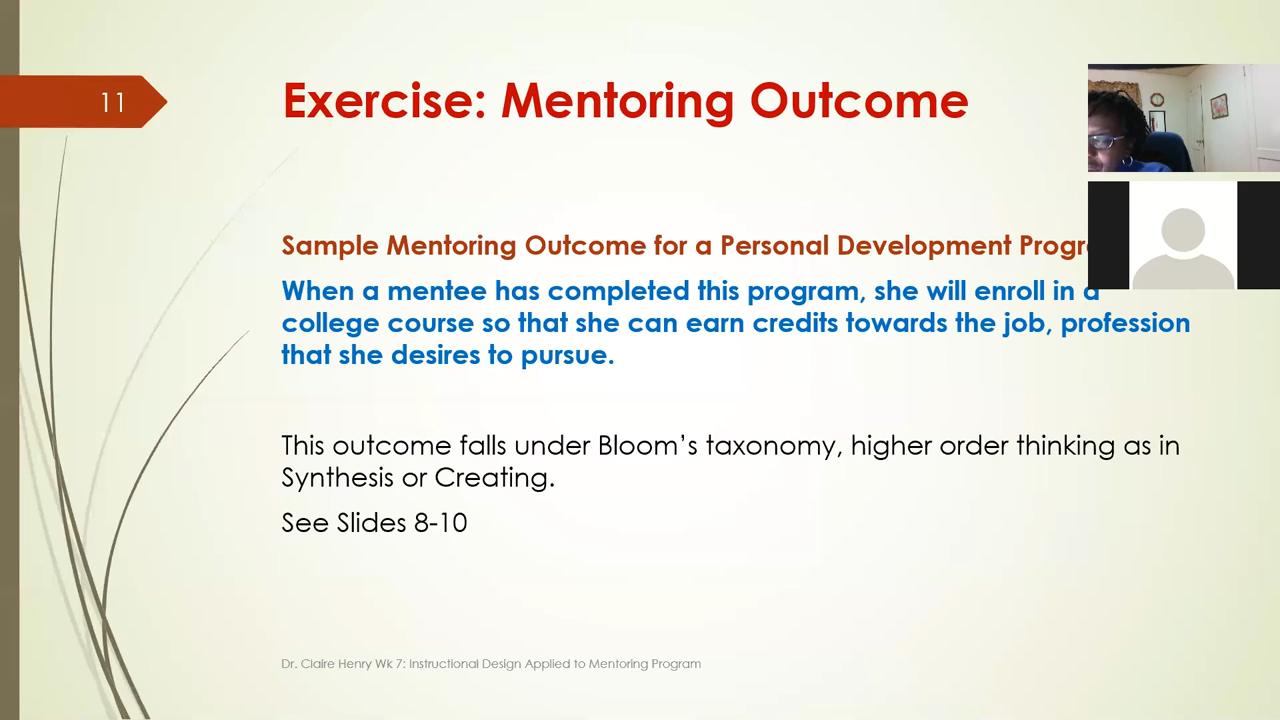 11
Exercise: Mentoring Outcome
Sample Mentoring Outcome for a Personal Development
When a mentee has completed this program, she will enroll in a
college course so that she can earn credits towards the job, profession
that she desires to pursue.
This outcome falls under Bloom’s taxonomy, higher order thinking as in
Synthesis or Creating.
See Slides 8-10
Dr. Claire Henry Wk 7: Instructional Design Applied to Mentoring Program